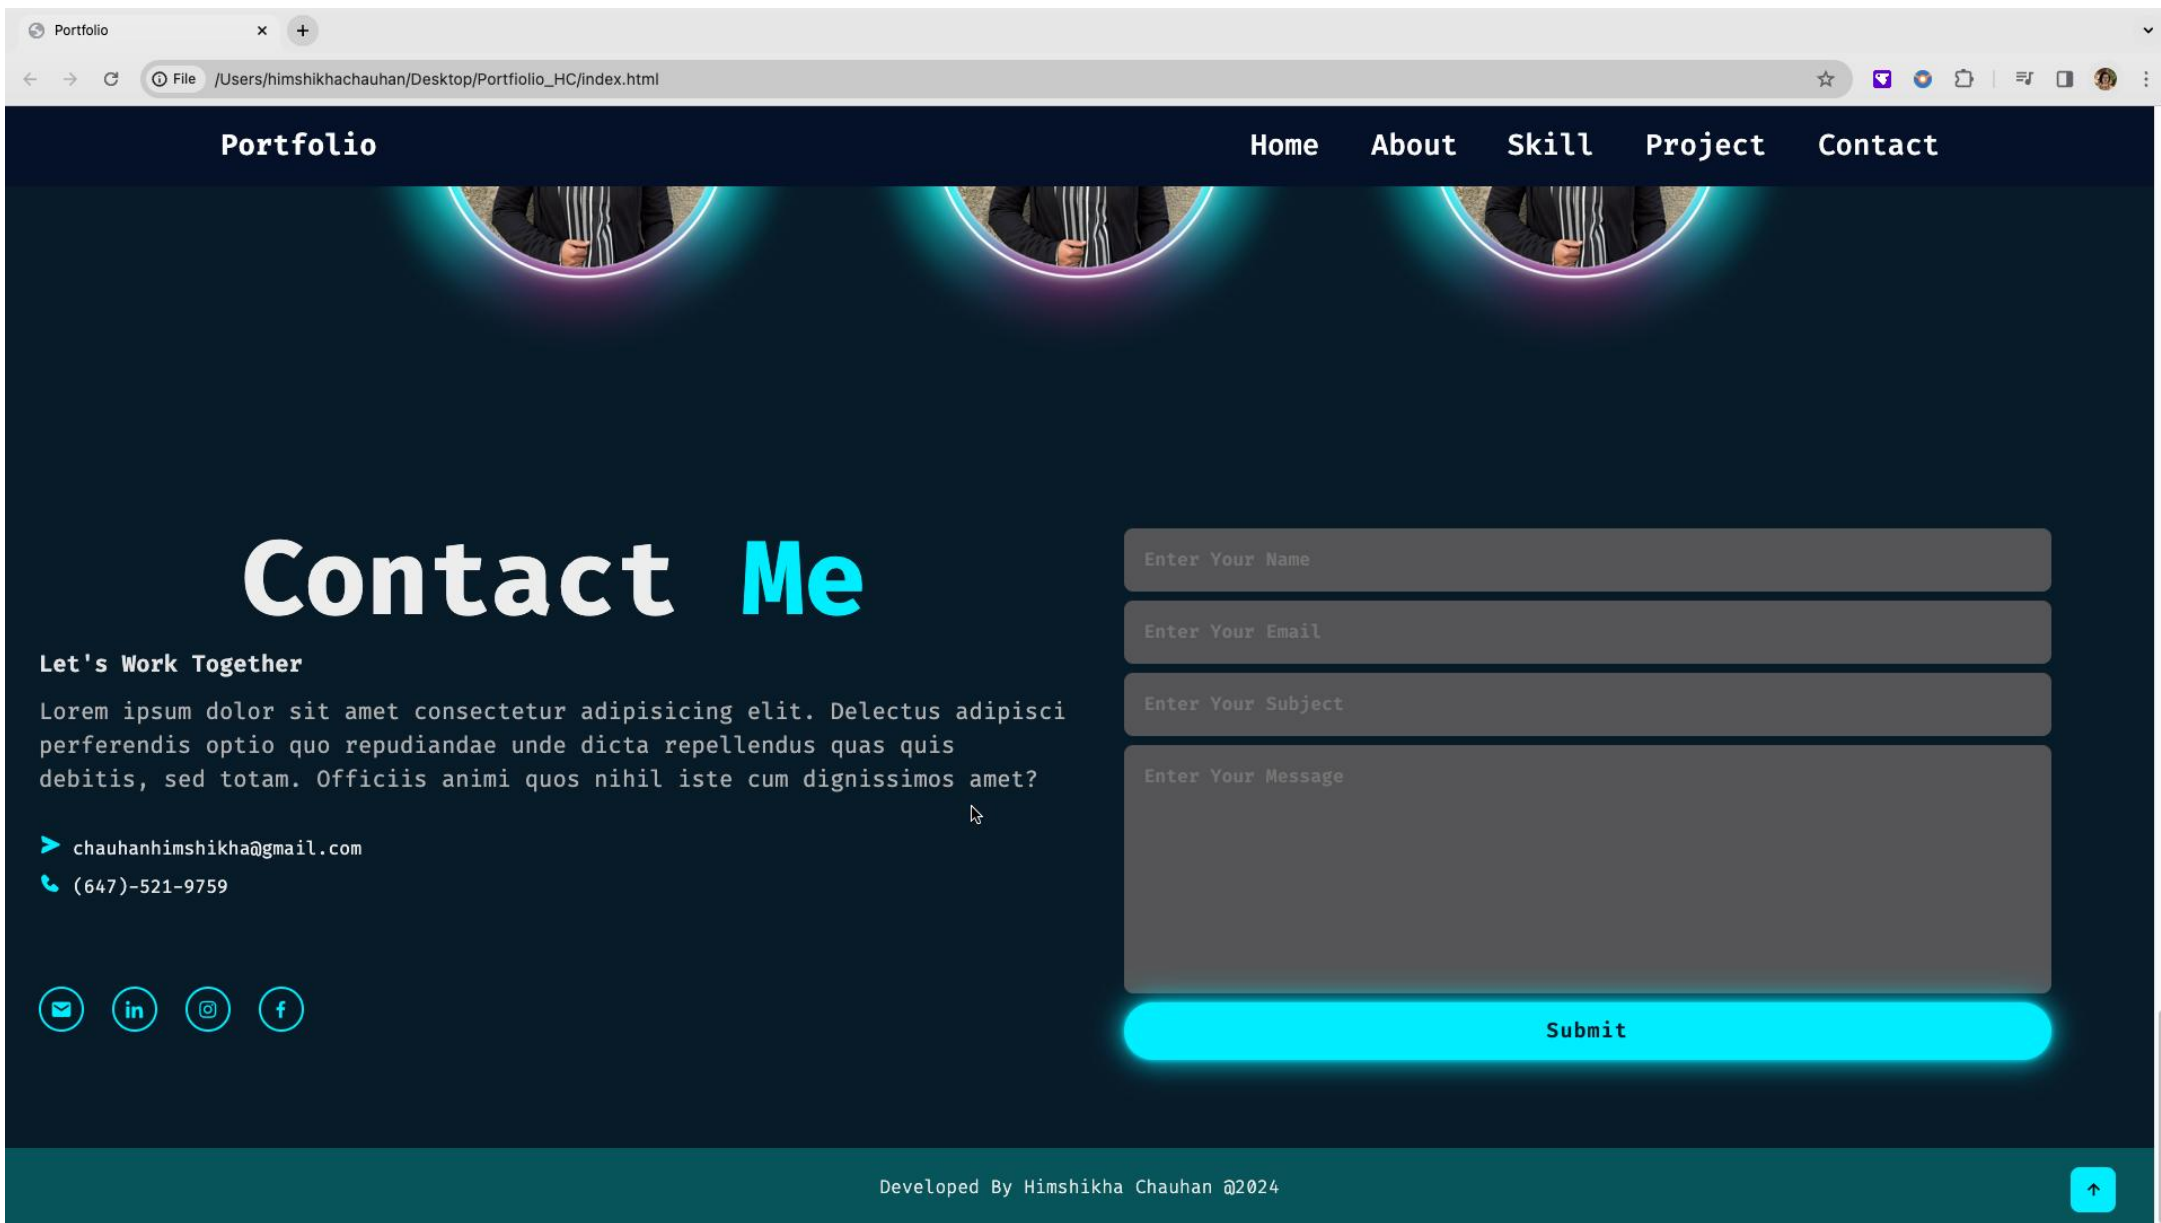 Portfolio
File /Users/himshikhachauhan/Desktop/Portfiolio_HC/index.html
Portfolio Home About Skill Project Contact
Contact Me
Let's Work Together
Lorem ipsum dolor sit amet consectetur adipisicing elit. Delectus adipisci
perferendis optio quo repudiandae unde dicta repellendus quas quis
debitis, sed totam. Officiis animi quos nihil iste cum dignissimos amet?
chauhanhimshikha@gmail.com
(647)-521-9759
Enter Your Name
Enter Your Email
Enter Your Subject
Enter Your Message
Submit
Developed By Himshikha Chauhan @2024